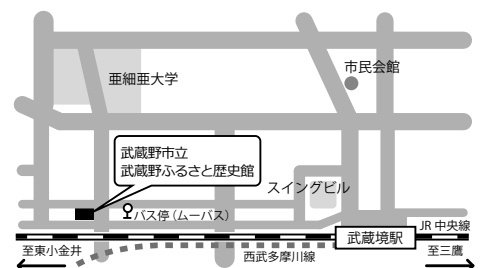 亜細亜大学
市民会館
武蔵野市立
武蔵野ふるさと歴史館
スイングビル
バス停（ムーバス）
JR 中央線
武蔵境駅
至東小金井
西武多摩川線
至三鷹